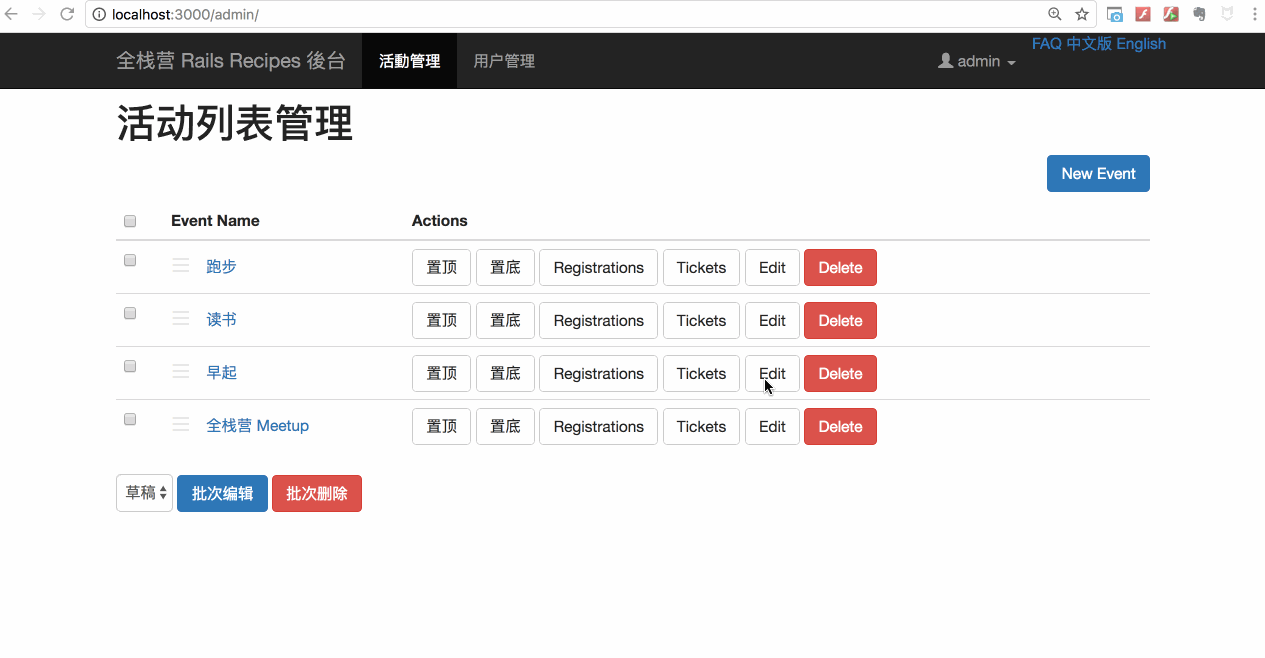 localhost:3000/admin/
全栈营 Rails Recipes 後台 活動管理 用户管理 admin FAQ 中文版 English
活动列表管理
New Event
Event Name Actions
跑步 置顶 置底 Registrations Tickets Edit Delete
读书 置顶 置底 Registrations Tickets Edit Delete
早起 置顶 置底 Registrations Tickets Edit Delete
全栈营 Meetup 置顶 置底 Registrations Tickets Edit Delete
草稿 批次编辑 批次删除